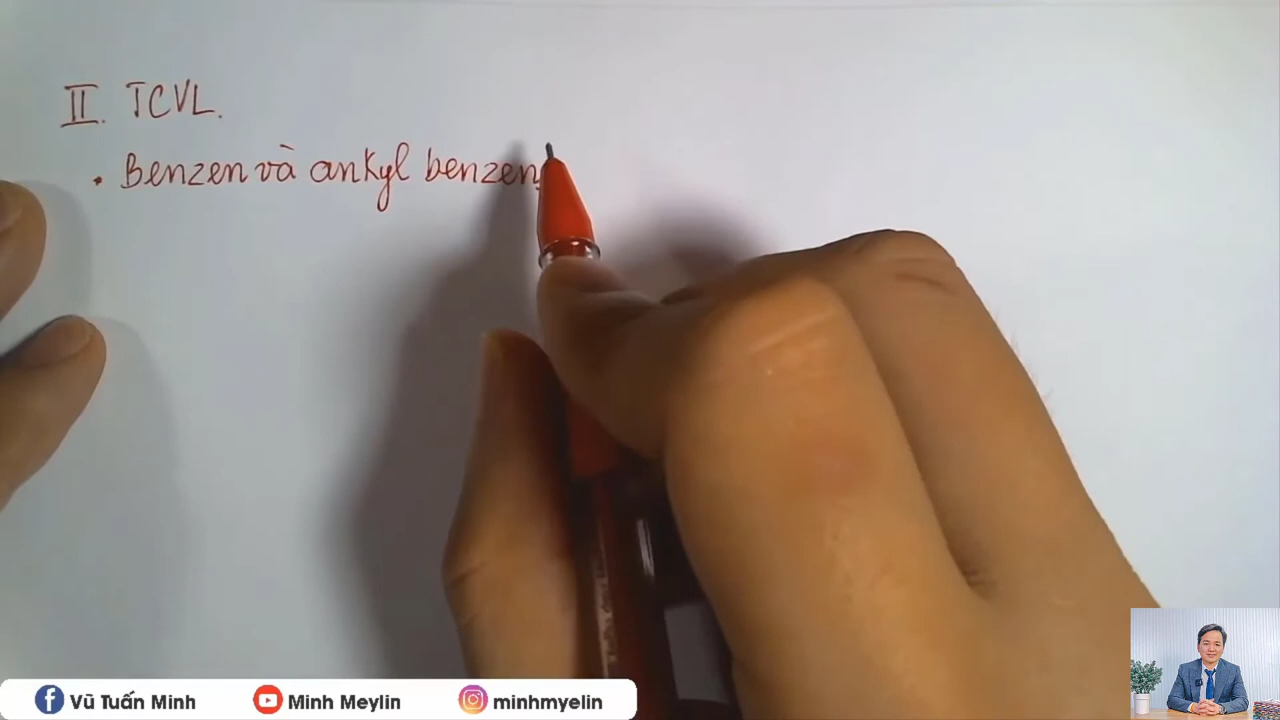 II. TCVL.
• Benzen và ankyl benzen
Vũ Tuấn Minh
Minh Meylin
minhmyelin